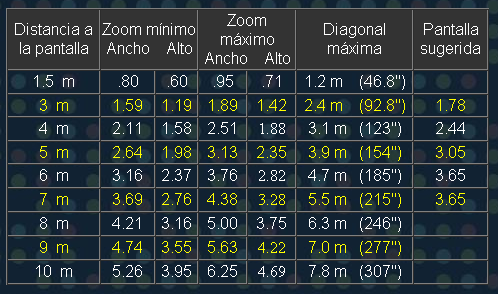 Distancia a la pantalla Zoom mínimo Ancho Alto Zoom máximo Ancho Alto Diagonal máxima Pantalla sugerida
1.5 m .80 .60 .95 .71 1.2 m (46.8")
3 m 1.59 1.19 1.89 1.42 2.4 m (92.8") 1.78
4 m 2.11 1.58 2.51 1.88 3.1 m (123") 2.44
5 m 2.64 1.98 3.13 2.35 3.9 m (154") 3.05
6 m 3.16 2.37 3.76 2.82 4.7 m (185") 3.65
7 m 3.69 2.76 4.38 3.28 5.5 m (215") 3.65
8 m 4.21 3.16 5.00 3.75 6.3 m (246")
9 m 4.74 3.55 5.63 4.22 7.0 m (277")
10 m 5.26 3.95 6.25 4.69 7.8 m (307")